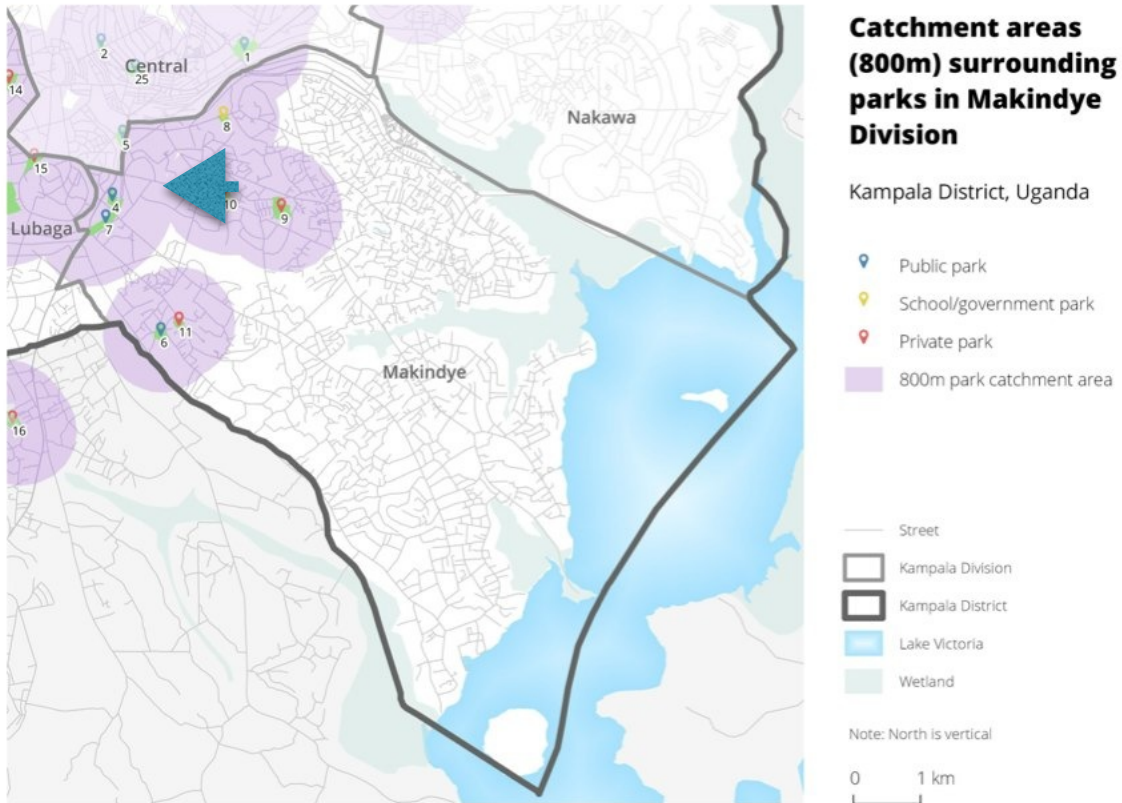 Catchment areas
(800m) surrounding
parks in Makindye
Division
Kampala District, Uganda
Public park
School/government park
Private park
800m park catchment area
Street
Kampala Division
Kampala District
Lake Victoria
Wetland
Note: North is vertical
0 1 km
2
1
Central
25
14
8
Nakawa
5
15
4
10
9
Lubaga
7
11
6
Makindye
16